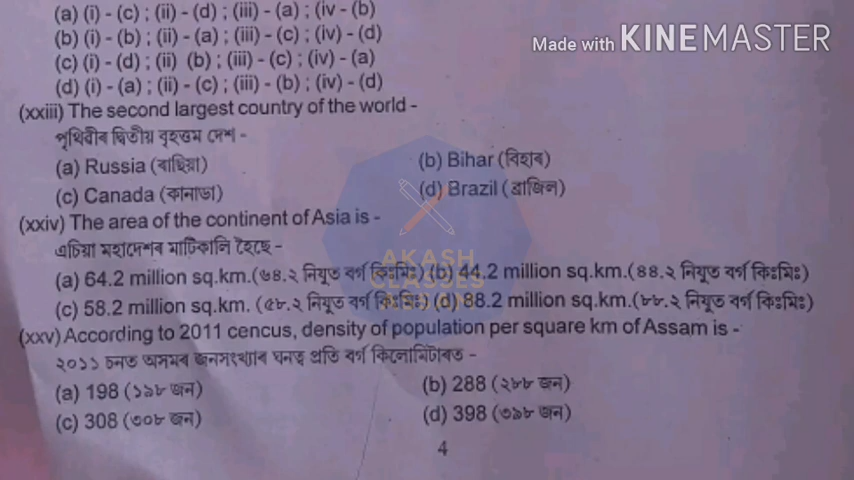 (a) (i) - (c) ; (ii) - (d) ; (iii) - (a) ; (iv - (b)
(b) (i) - (b) ; (ii) - (a) ; (iii) - (c) ; (iv) - (d)
Made with KINEMASTER
(c) (i) - (d) ; (ii) (b) ; (iii) - (c) ; (iv) - (a)
(d) (i) - (a) ; (ii) - (c) ; (iii) - (b) ; (iv) - (d)
(xxiii) The second largest country of the world -
পৃথিৱীৰ দ্বিতীয় বৃহত্তম দেশ -
(a) Russia (ৰাছিয়া) (b) Bihar (বিহাৰ)
(c) Canada (কানাডা) (d) Brazil (ব্রাজিল)
(xxiv) The area of the continent of Asia is -
এচিয়া মহাদেশৰ মাটিকালি হৈছে -
AKASH
CLASSES
(a) 64.2 million sq.km.(৬৪.২ নিযুত বৰ্গ কিঃমিঃ) (b) 44.2 million sq.km.(৪৪.২ নিযুত বৰ্গ কিঃমিঃ)
(c) 58.2 million sq.km. (৫৮.২ নিযুত বৰ্গ কিঃমিঃ) (d) 88.2 million sq.km.(৮৮.২ নিযুত বৰ্গ কিঃমিঃ)
(xxv) According to 2011 cencus, density of population per square km of Assam is -
২০১১ চনত অসমৰ জনসংখ্যাৰ ঘনত্ব প্রতি বৰ্গ কিলোমিটাৰত -
(a) 198 (১৯৮ জন) (b) 288 (২৮৮ জন)
(c) 308 (৩০৮ জন) (d) 398 (৩৯৮ জন)
4